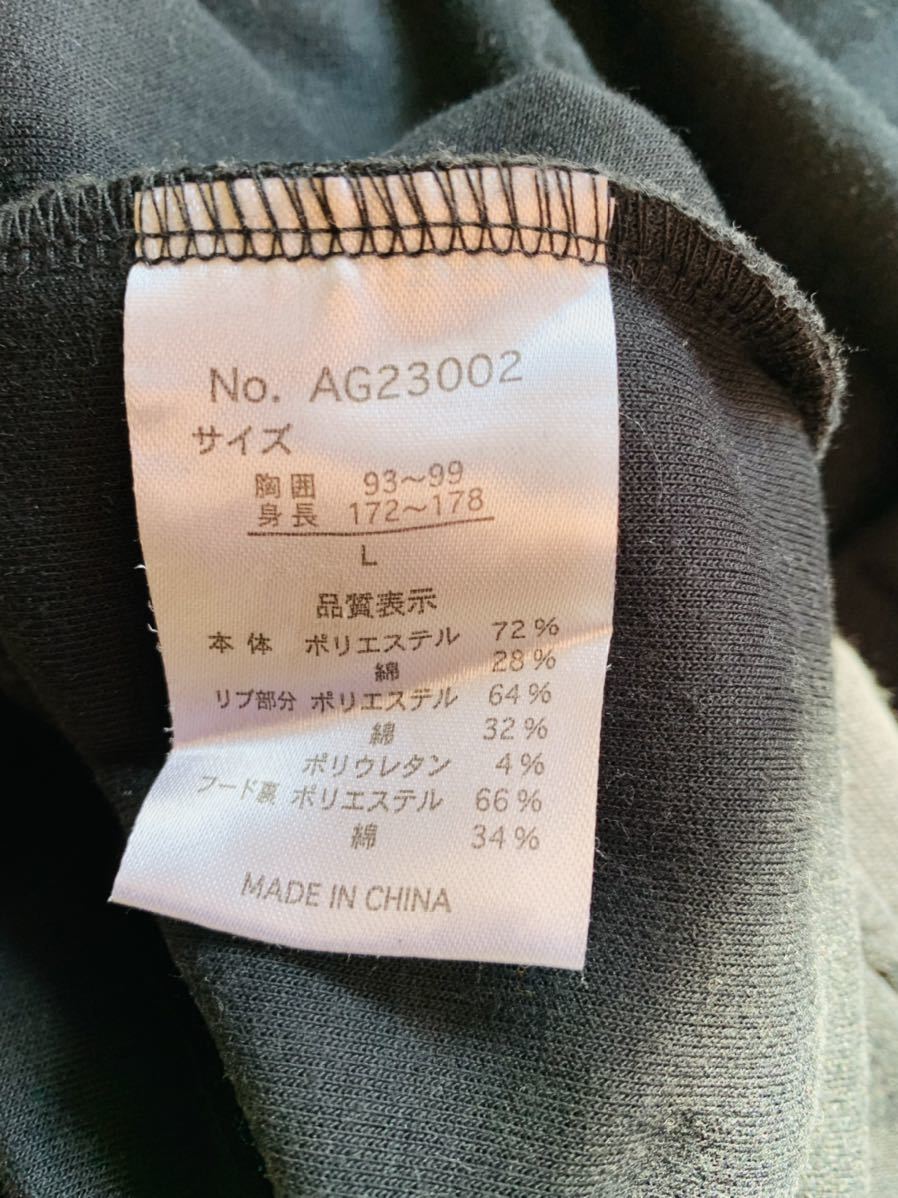 No. AG23002
サイズ
胸囲 93〜99
身長 172〜178
L
品質表示
本体 ポリエステル 72%
綿 28%
リブ部分 ポリエステル 64%
綿 32%
ポリウレタン 4%
フード裏 ポリエステル 66%
綿 34%
MADE IN CHINA